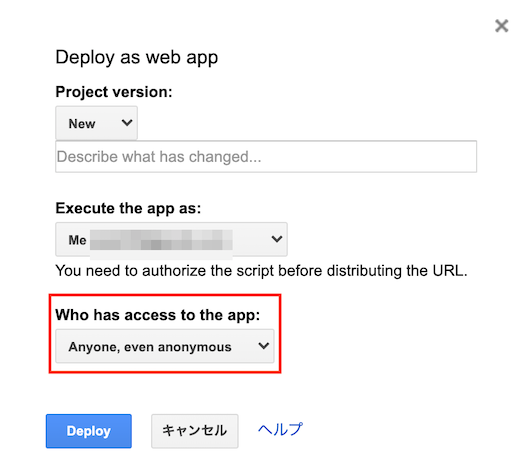 Deploy as web app
Project version:
New
Describe what has changed...
Execute the app as:
Me
You need to authorize the script before distributing the URL.
Who has access to the app:
Anyone, even anonymous
Deploy キャンセル ヘルプ